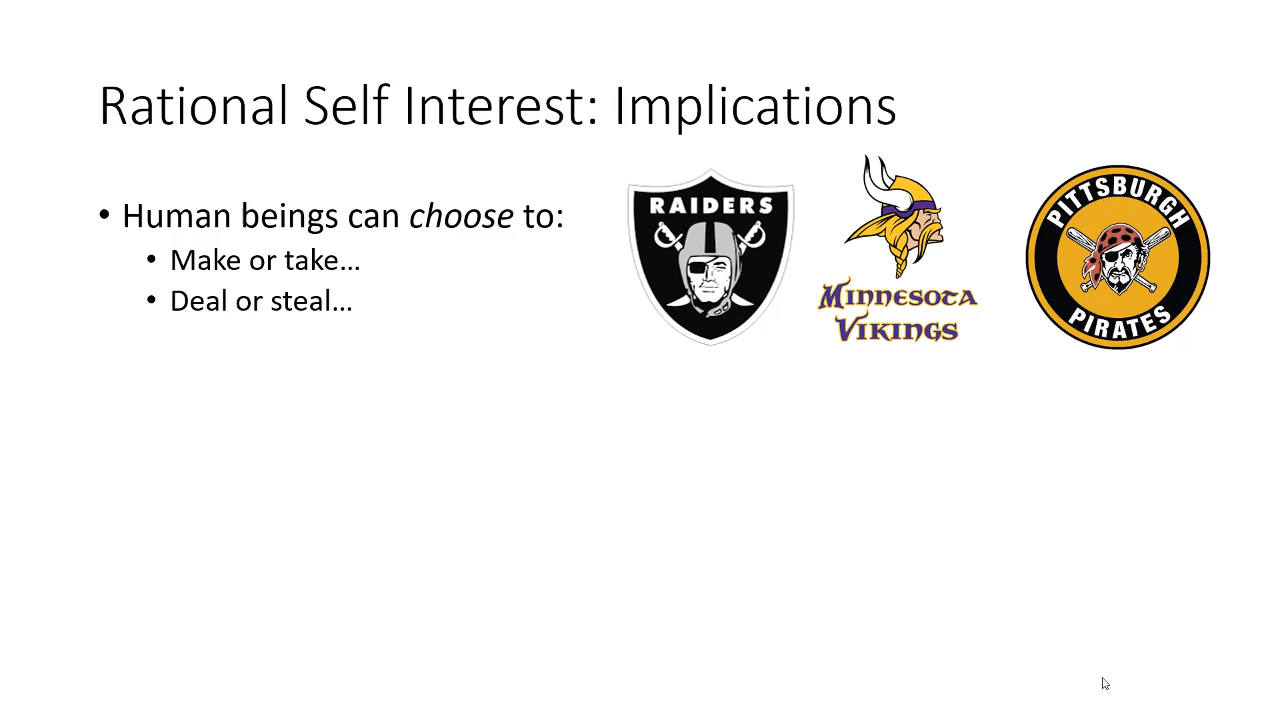 Rational Self Interest: Implications
• Human beings can choose to:
• Make or take…
• Deal or steal…
RAIDERS
MINNESOTA
VIKINGS
PITTSBURGH
PIRATES